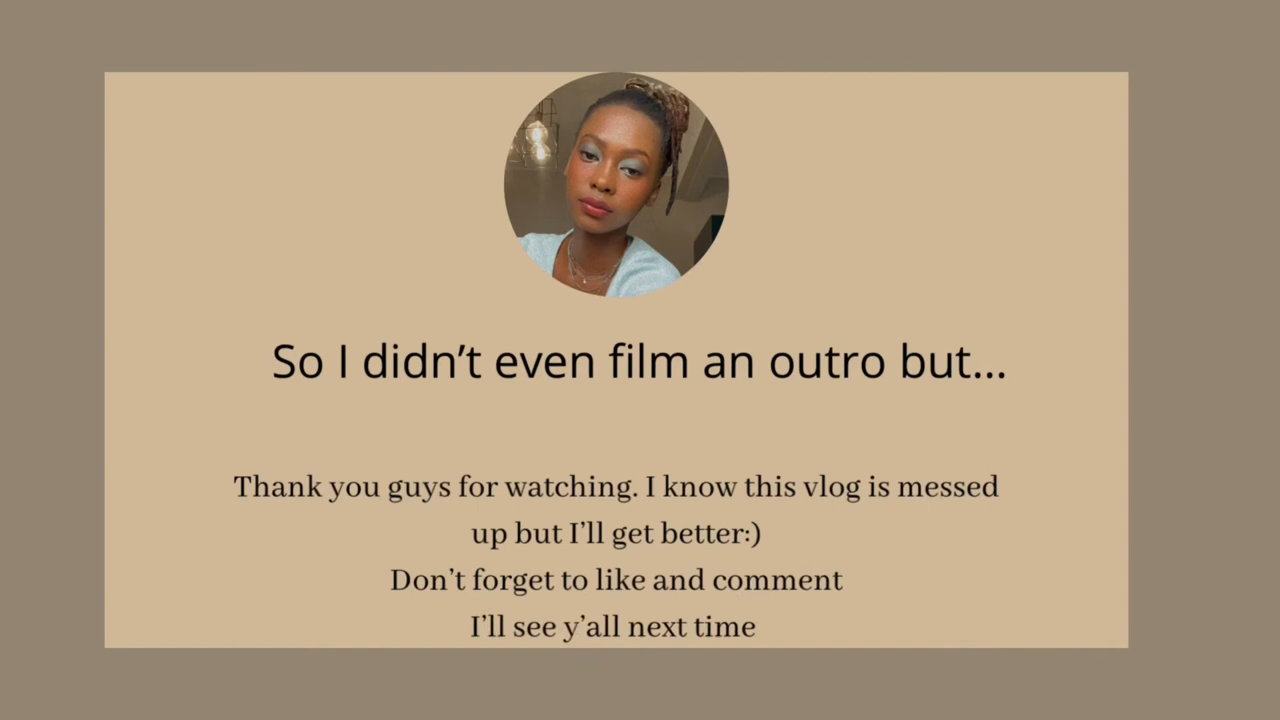 So I didn’t even film an outro but...
Thank you guys for watching. I know this vlog is messed
up but I’ll get better:)
Don’t forget to like and comment
I’ll see y’all next time